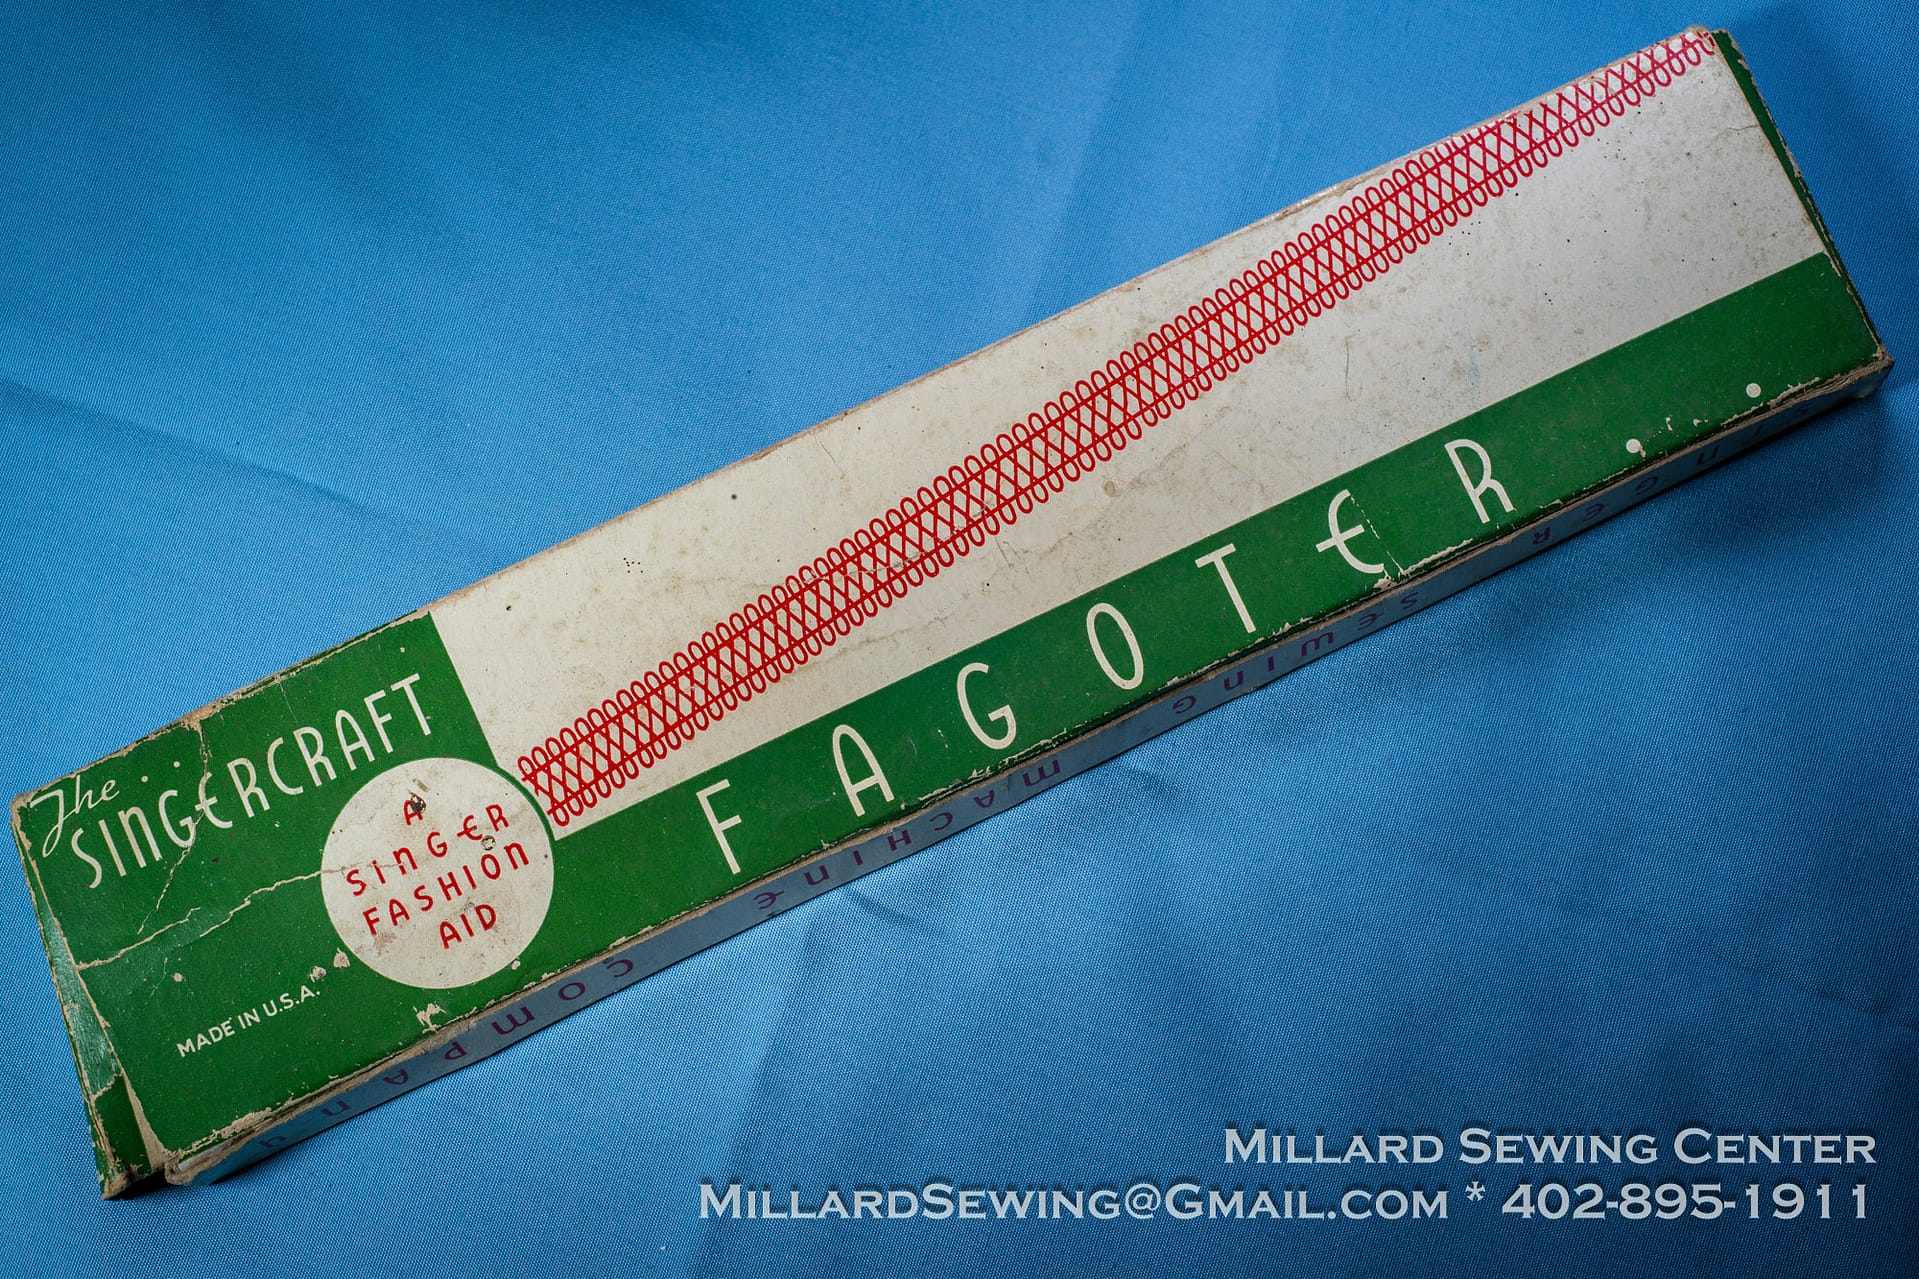 The...
SINGERCRAFT
A
SINGER
FASHION
AID
MADE IN U.S.A.
FAGOTER..
SINGER SEWING MACHINE COMPANY
MILLARD SEWING CENTER
MILLARDSEWING@GMAIL.COM * 402-895-1911